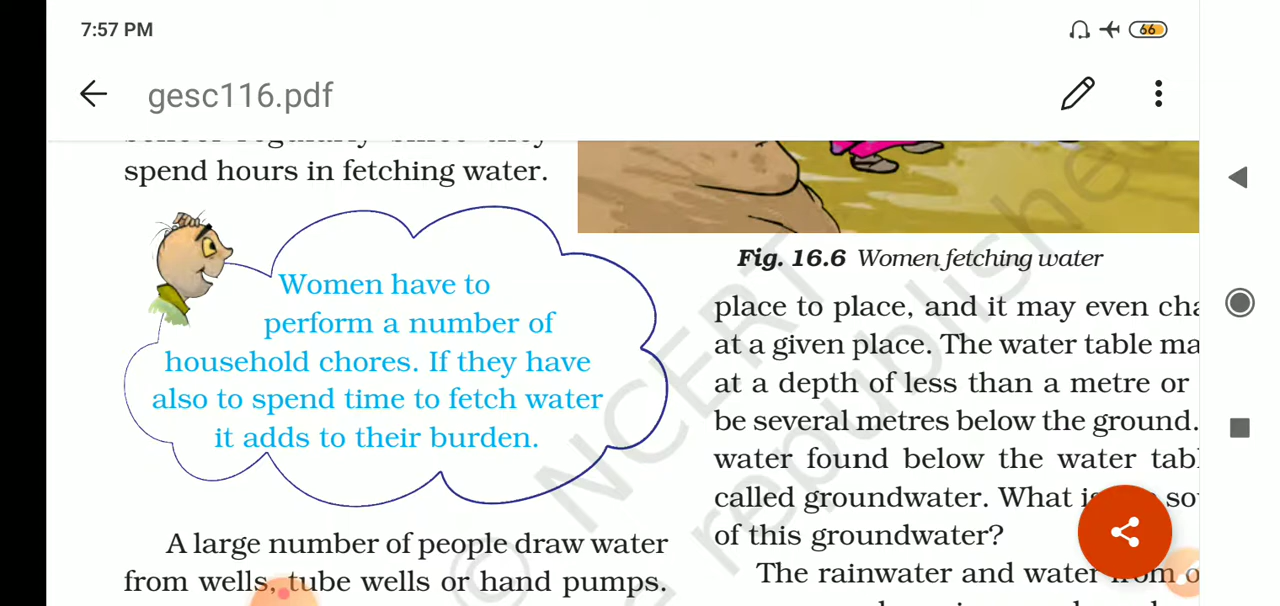 7:57 PM
66
gesc116.pdf
spend hours in fetching water.
Women have to
perform a number of
household chores. If they have
also to spend time to fetch water
it adds to their burden.
A large number of people draw water
from wells, tube wells or hand pumps.
Fig. 16.6 Women fetching water
place to place, and it may even cha
at a given place. The water table ma
at a depth of less than a metre or
be several metres below the ground.
water found below the water tabl
called groundwater. What is so
of this groundwater?
The rainwater and water from o
© NCERT
republished